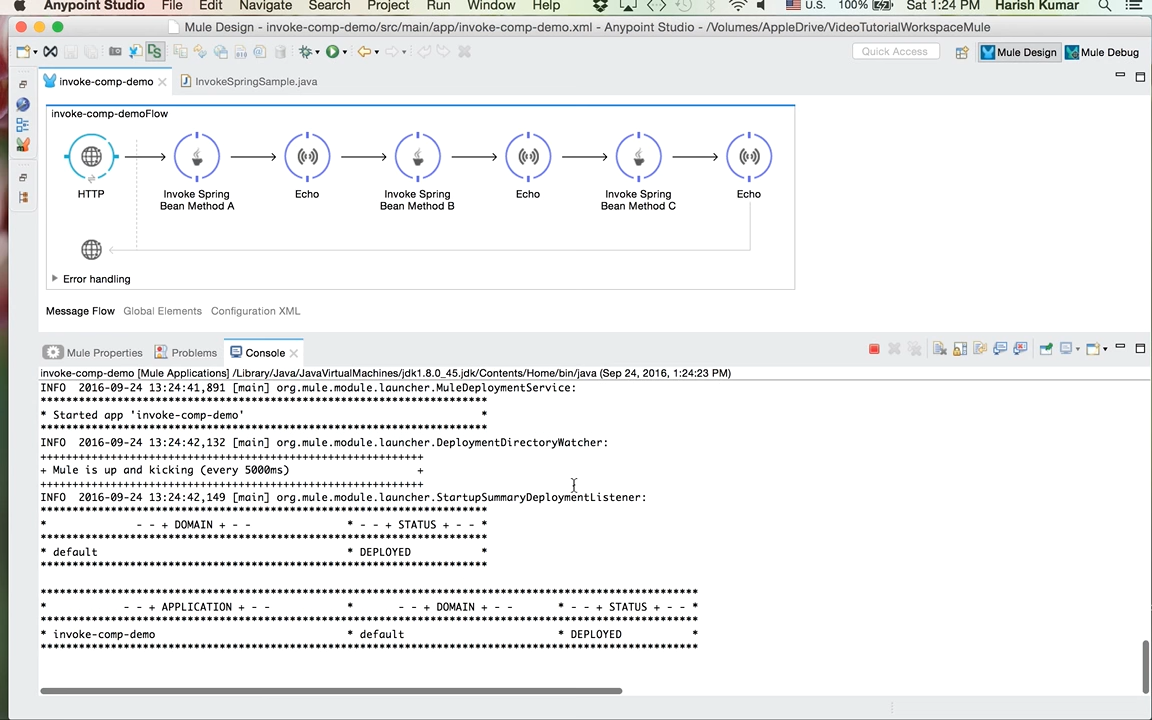 Anypoint Studio File Edit Navigate Search Project Run Window Help U.S. 100% Sat 1:24 PM Harish Kumar
Mule Design - invoke-comp-demo/src/main/app/invoke-comp-demo.xml - Anypoint Studio - /Volumes/AppleDrive/VideoTutorialWorkspaceMule
Quick Access Mule Design Mule Debug
invoke-comp-demo InvokeSpringSample.java
invoke-comp-demoFlow
HTTP Invoke Spring Echo Invoke Spring Echo Invoke Spring Echo
Bean Method A Bean Method B Bean Method C
Error handling
Message Flow Global Elements Configuration XML
Mule Properties Problems Console
invoke-comp-demo [Mule Applications] /Library/Java/JavaVirtualMachines/jdk1.8.0_45.jdk/Contents/Home/bin/java (Sep 24, 2016, 1:24:23 PM)
INFO 2016-09-24 13:24:41,891 [main] org.mule.module.launcher.MuleDeploymentService:
**********************************************************************
* Started app 'invoke-comp-demo' *
**********************************************************************
INFO 2016-09-24 13:24:42,132 [main] org.mule.module.launcher.DeploymentDirectoryWatcher:
++++++++++++++++++++++++++++++++++++++++++++++++++++++++++++
+ Mule is up and kicking (every 5000ms) +
++++++++++++++++++++++++++++++++++++++++++++++++++++++++++++
INFO 2016-09-24 13:24:42,149 [main] org.mule.module.launcher.StartupSummaryDeploymentListener:
**********************************************************************
* - - + DOMAIN + - - * - - + STATUS + - - *
**********************************************************************
* default * DEPLOYED *
**********************************************************************
*******************************************************************************************************
* - - + APPLICATION + - - * - - + DOMAIN + - - * - - + STATUS + - - *
*******************************************************************************************************
* invoke-comp-demo * default * DEPLOYED *
*******************************************************************************************************